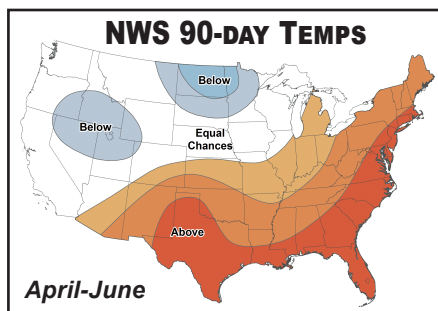 NWS 90-DAY TEMPS
Below
Below
Equal
Chances
Above
April-June